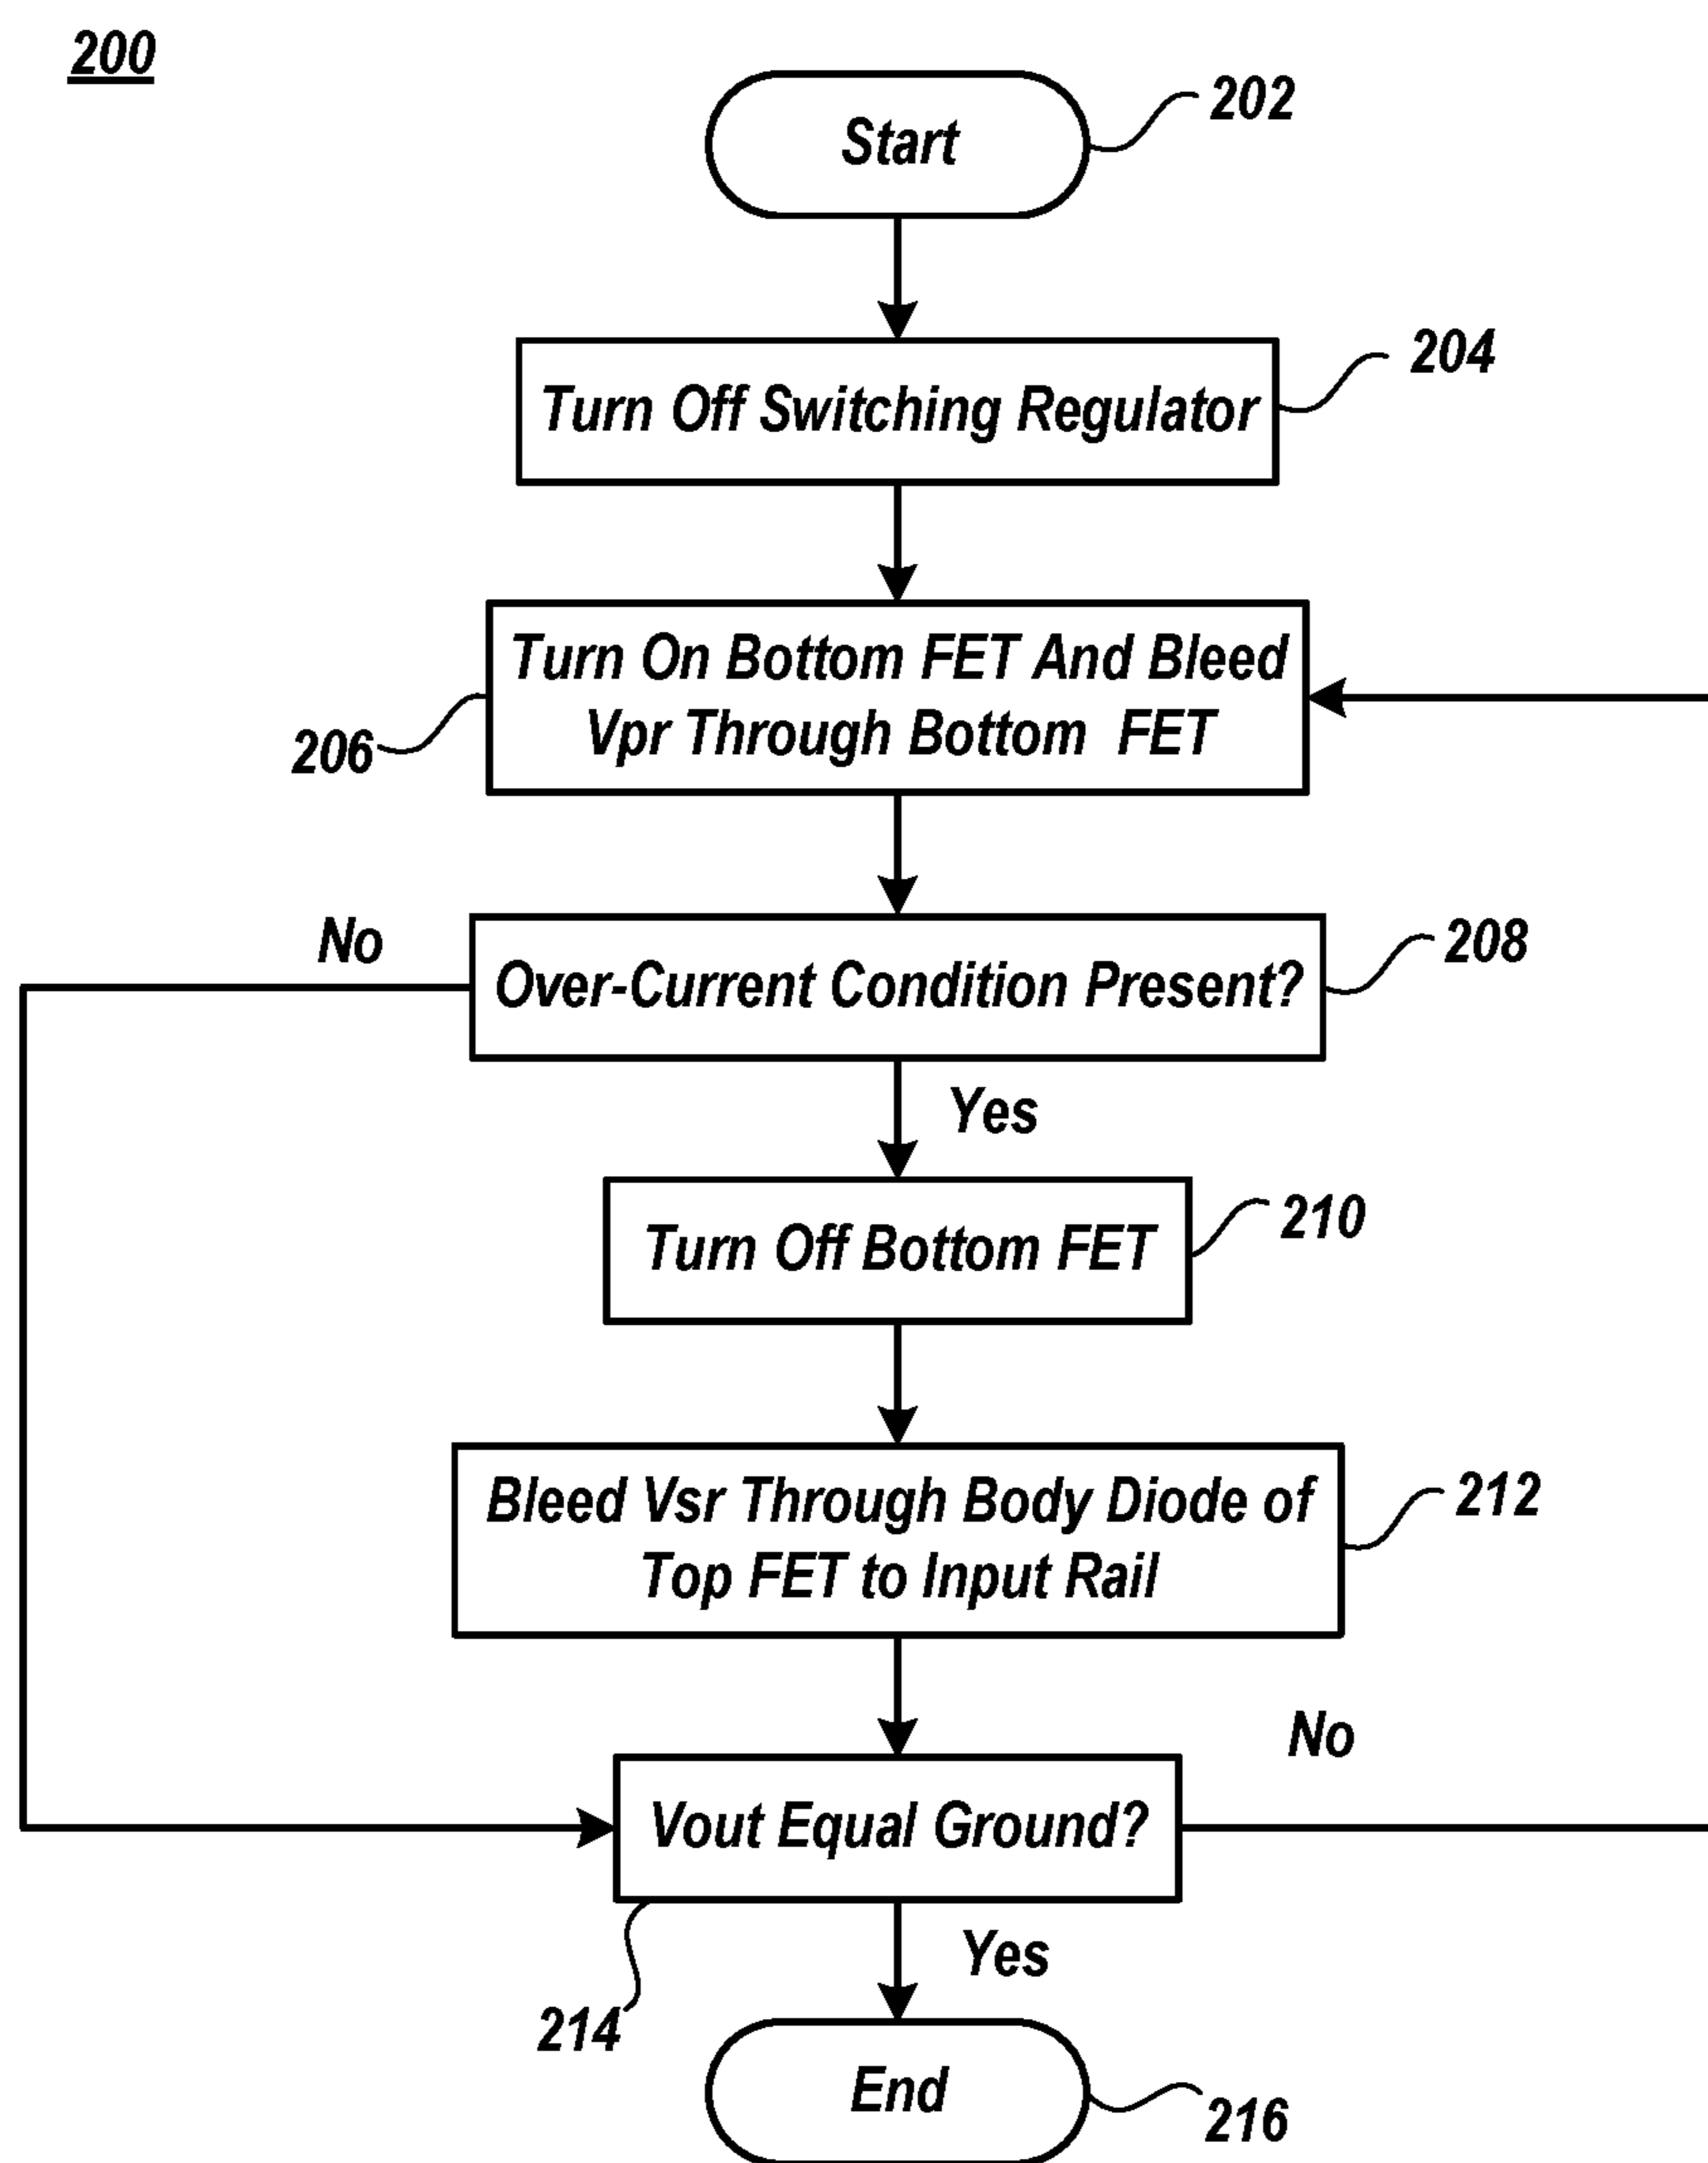 200
Start
202
Turn Off Switching Regulator
204
Turn On Bottom FET And Bleed
Vpr Through Bottom FET
206
No
Over-Current Condition Present?
208
Yes
Turn Off Bottom FET
210
Bleed Vsr Through Body Diode of
Top FET to Input Rail
212
No
Vout Equal Ground?
Yes
214
End
216